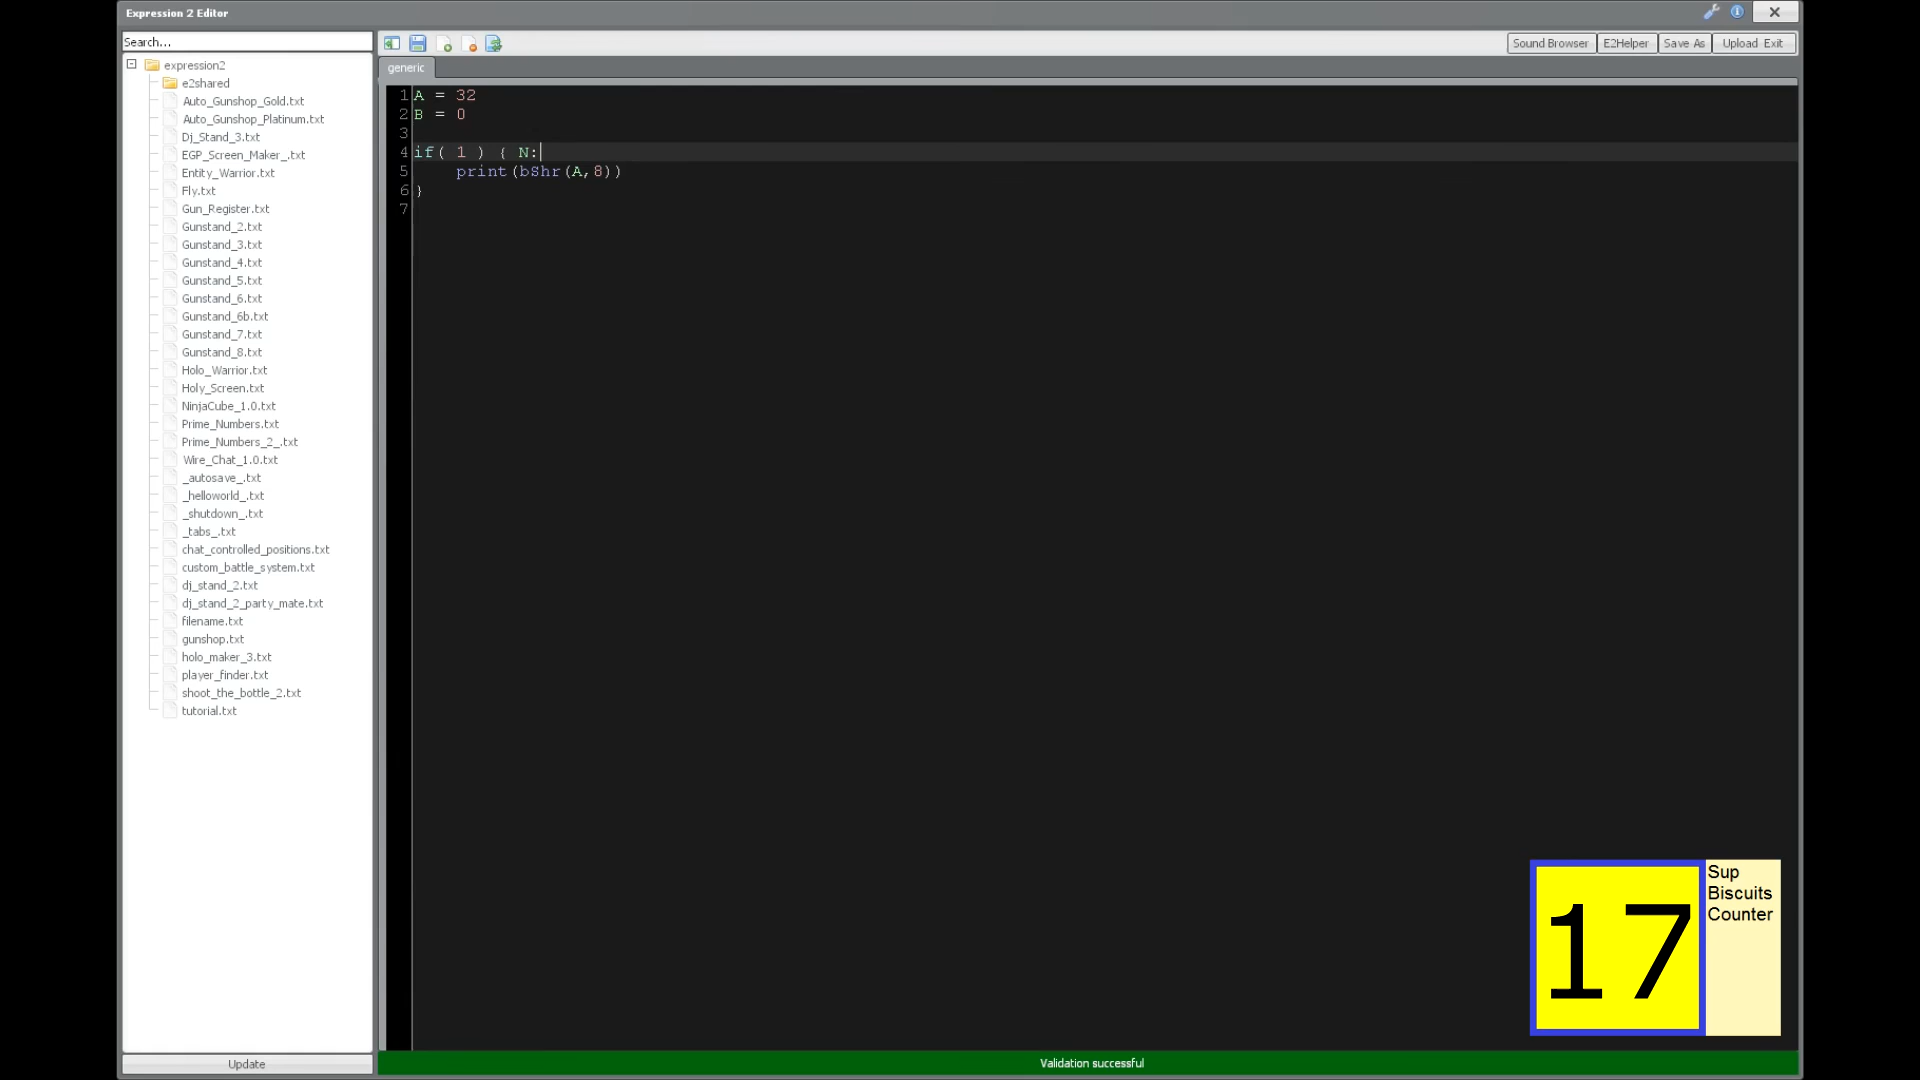 Expression 2 Editor
Search...
Sound Browser E2Helper Save As Upload Exit
generic
expression2
e2shared
Auto_Gunshop_Gold.txt
Auto_Gunshop_Platinum.txt
Dj_Stand_3.txt
EGP_Screen_Maker_.txt
Entity_Warrior.txt
Fly.txt
Gun_Register.txt
Gunstand_2.txt
Gunstand_3.txt
Gunstand_4.txt
Gunstand_5.txt
Gunstand_6.txt
Gunstand_6b.txt
Gunstand_7.txt
Gunstand_8.txt
Holo_Warrior.txt
Holy_Screen.txt
NinjaCube_1.0.txt
Prime_Numbers.txt
Prime_Numbers_2_.txt
Wire_Chat_1.0.txt
_autosave_.txt
_helloworld_.txt
_shutdown_.txt
_tabs_.txt
chat_controlled_positions.txt
custom_battle_system.txt
dj_stand_2.txt
dj_stand_2_party_mate.txt
filename.txt
gunshop.txt
holo_maker_3.txt
player_finder.txt
shoot_the_bottle_2.txt
tutorial.txt
Update
1 A = 32
2 B = 0
3
4 if( 1 ) { N:
5 print(bShr(A,8))
6 }
7
17
Sup
Biscuits
Counter
Validation successful